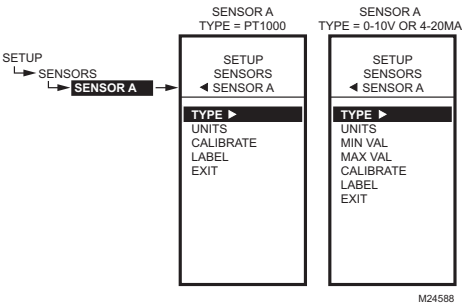 SENSOR A
TYPE = PT1000
SENSOR A
TYPE = 0-10V OR 4-20MA
SETUP
SENSORS
SENSOR A
SETUP
SENSORS
◄ SENSOR A
TYPE ►
UNITS
CALIBRATE
LABEL
EXIT
SETUP
SENSORS
◄ SENSOR A
TYPE ►
UNITS
MIN VAL
MAX VAL
CALIBRATE
LABEL
EXIT
M24588